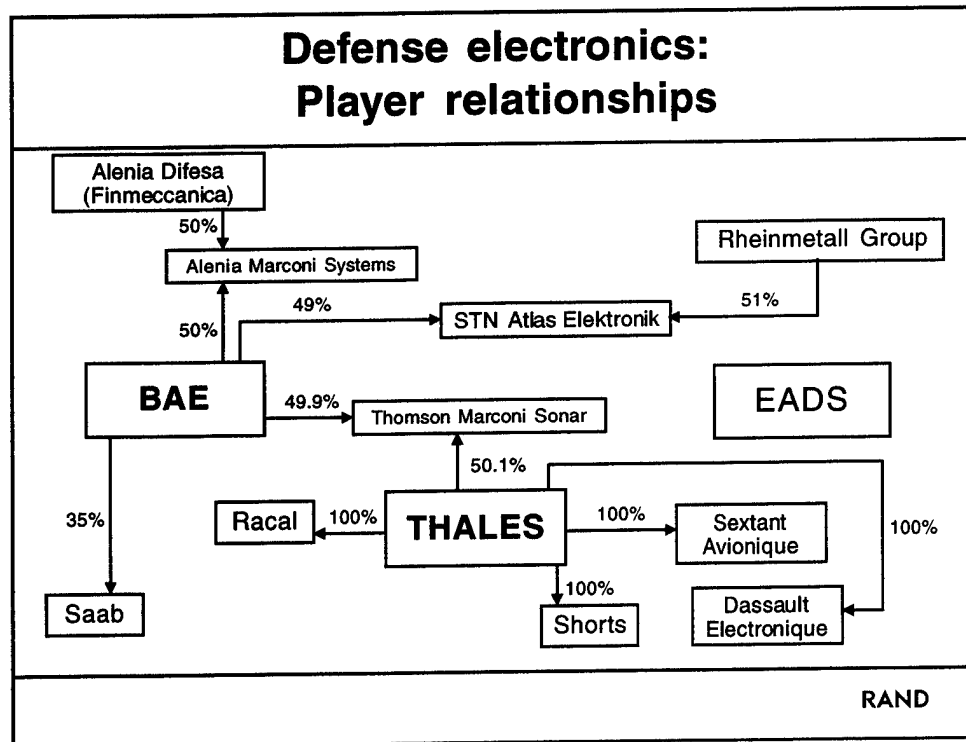 Defense electronics:
Player relationships
Alenia Difesa
(Finmeccanica)
50%
Alenia Marconi Systems
Rheinmetall Group
49%
51%
STN Atlas Elektronik
50%
BAE
49.9%
Thomson Marconi Sonar
EADS
50.1%
35%
Racal
100%
THALES
100%
Sextant
Avionique
100%
100%
Saab
Shorts
Dassault
Electronique
RAND